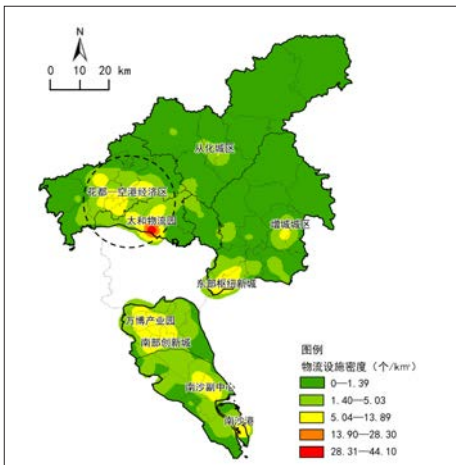 N
0 10 20
km
从化城区
花都—空港经济区
太和物流园
增城城区
东部枢纽新城
万博产业园
南部创新城
南沙副中心
南沙港
图例
物流设施密度（个/km²）
0—1.39
1.40—5.03
5.04—13.89
13.90—28.30
28.31—44.10